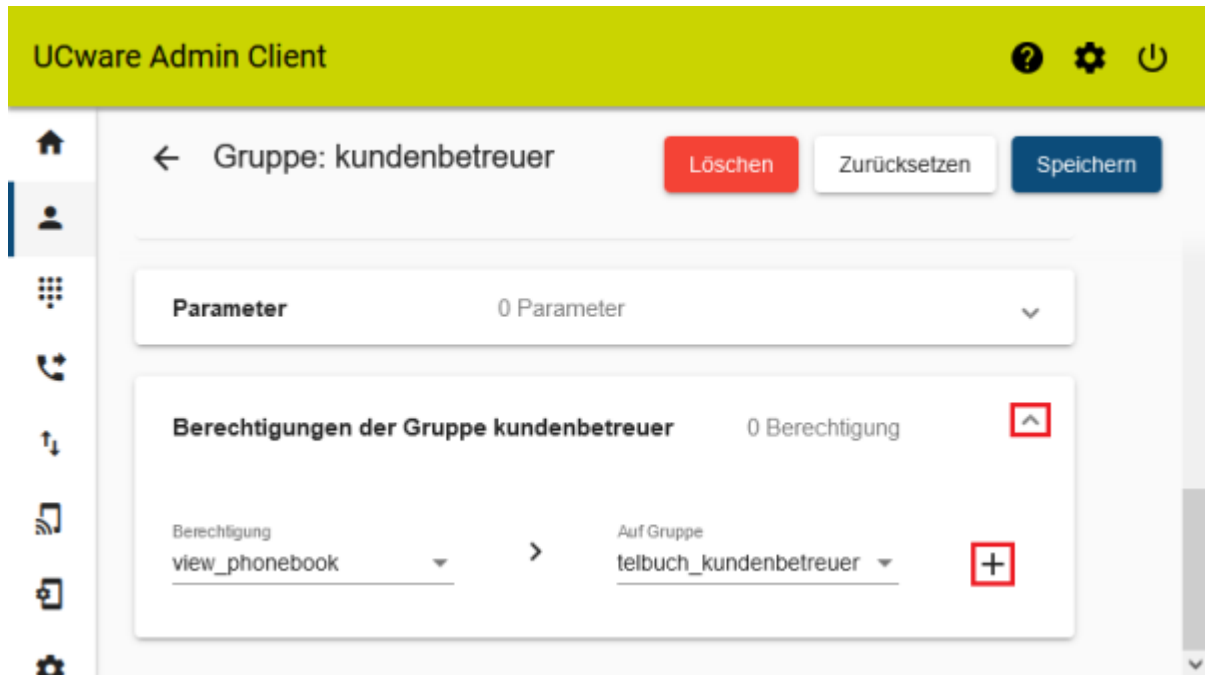 UCware Admin Client
Gruppe: kundenbetreuer
Löschen
Zurücksetzen
Speichern
Parameter
0 Parameter
Berechtigungen der Gruppe kundenbetreuer
0 Berechtigung
Berechtigung
Auf Gruppe
view_phonebook
telbuch_kundenbetreuer